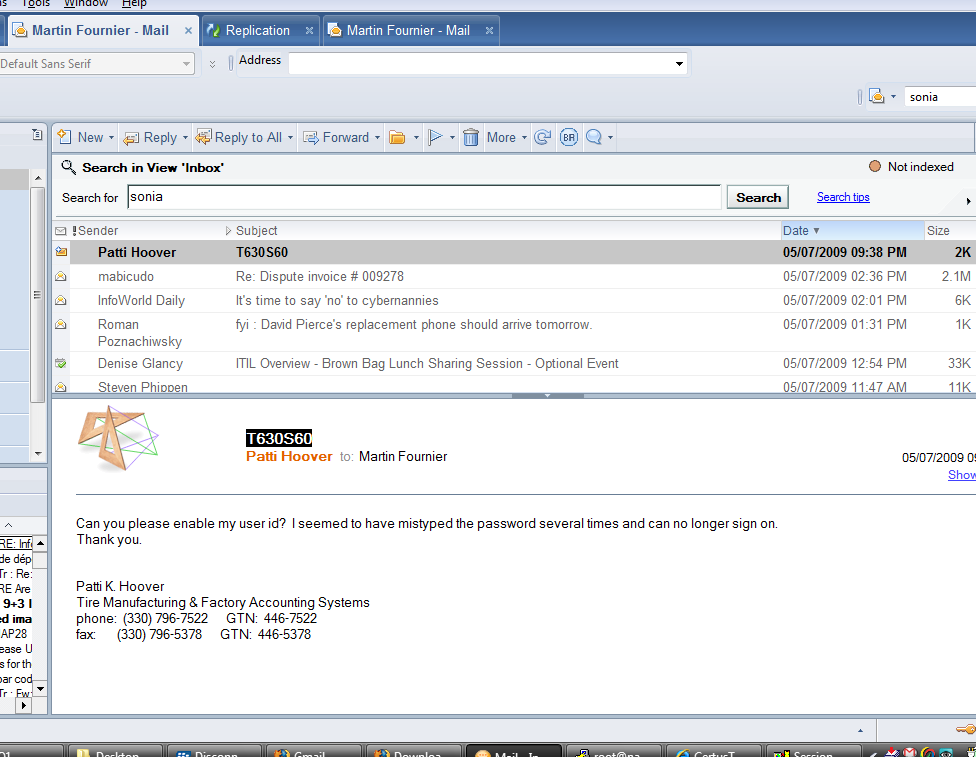 Tools Window Help
Martin Fournier - Mail Replication Martin Fournier - Mail
Default Sans Serif Address
sonia
New Reply Reply to All Forward More
Search in View 'Inbox' Not indexed
Search for sonia Search Search tips
Sender Subject Date Size
Patti Hoover T630S60 05/07/2009 09:38 PM 2K
mabicudo Re: Dispute invoice # 009278 05/07/2009 02:36 PM 2.1M
InfoWorld Daily It's time to say 'no' to cybernannies 05/07/2009 02:01 PM 6K
Roman Poznachiwsky fyi : David Pierce's replacement phone should arrive tomorrow. 05/07/2009 01:31 PM 1K
Denise Glancy ITIL Overview - Brown Bag Lunch Sharing Session - Optional Event 05/07/2009 12:54 PM 33K
Steven Phippen 05/07/2009 11:47 AM 11K
T630S60
Patti Hoover to: Martin Fournier
05/07/2009
Show
Can you please enable my user id? I seemed to have mistyped the password several times and can no longer sign on.
Thank you.
Patti K. Hoover
Tire Manufacturing & Factory Accounting Systems
phone: (330) 796-7522 GTN: 446-7522
fax: (330) 796-5378 GTN: 446-5378
RE: Inf
de dép
Tr : Re:
RE Are
9+3
ed ima
AP28
ease U
s for th
par cod
Tr : Fw:
Desktop Disconn Gmail Downloa Mail - In root@na CertusT Session